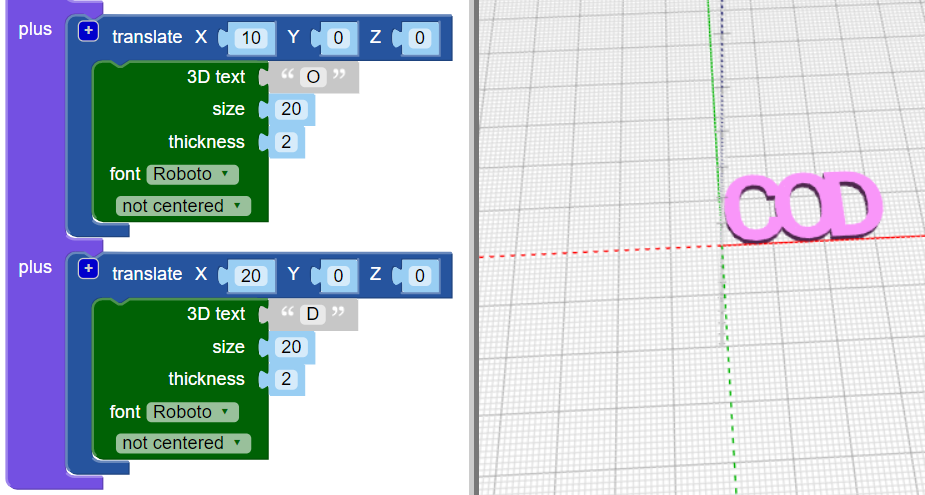 plus translate X 10 Y 0 Z 0
3D text “ O ”
size 20
thickness 2
font Roboto
not centered
plus translate X 20 Y 0 Z 0
3D text “ D ”
size 20
thickness 2
font Roboto
not centered
COD